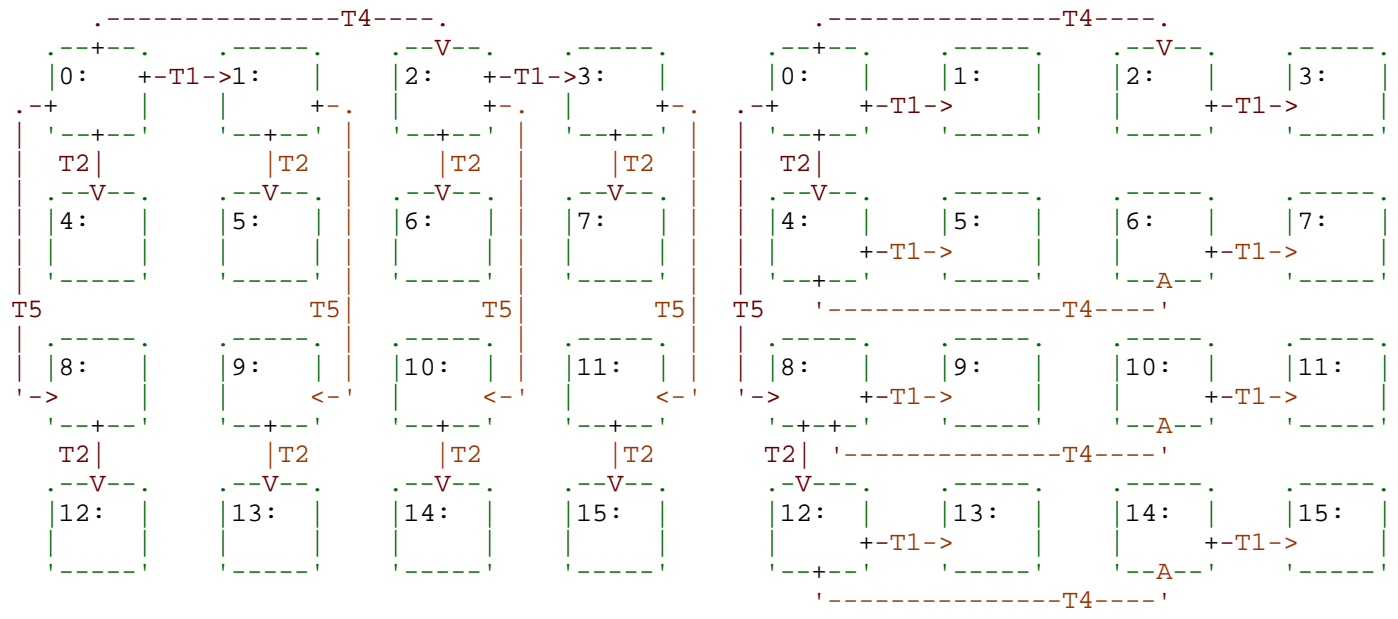 T4 T4
0: T1 1: 2: T1 3: 0: 1: 2: 3:
T1 T1
T2 T2 T2 T2 T2
4: 5: 6: 7: 4: 5: 6: 7:
T1 T1
T5 T5 T5 T5 T5 T4
8: 9: 10: 11: 8: 9: 10: 11:
T1 T1
T2 T2 T2 T2 T2 T4
12: 13: 14: 15: 12: 13: 14: 15:
T1 T1
T4